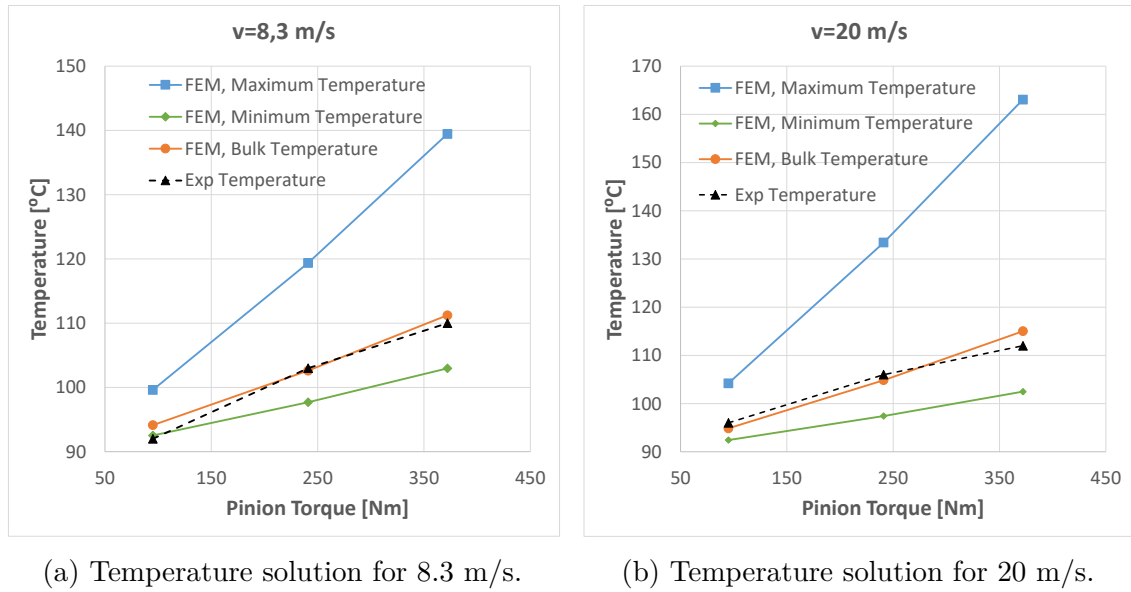 v=8,3 m/s
150
140
130
120
110
100
90
50
150
250
350
450
Temperature [⁰C]
Pinion Torque [Nm]
FEM, Maximum Temperature
FEM, Minimum Temperature
FEM, Bulk Temperature
Exp Temperature
(a) Temperature solution for 8.3 m/s.
v=20 m/s
170
160
150
140
130
120
110
100
90
50
150
250
350
450
Temperature [⁰C]
Pinion Torque [Nm]
FEM, Maximum Temperature
FEM, Minimum Temperature
FEM, Bulk Temperature
Exp Temperature
(b) Temperature solution for 20 m/s.